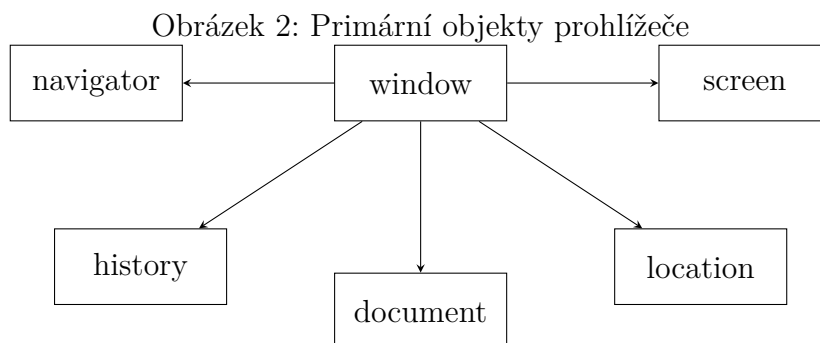 Obrázek 2: Primární objekty prohlížeče
navigator
window
screen
history
location
document